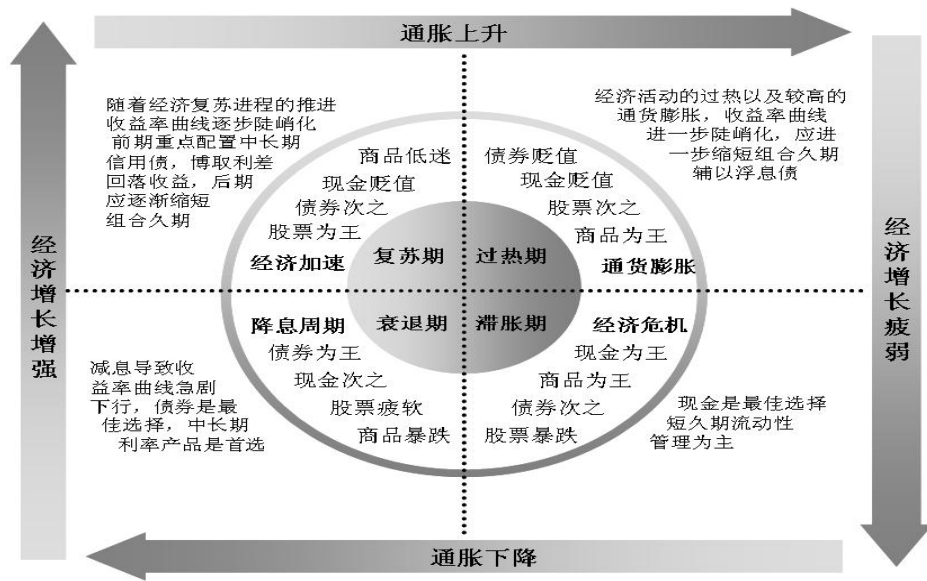 通胀上升
经济增长增强
随着经济复苏进程的推进
收益率曲线逐步陡峭化
前期重点配置中长期
信用债，博取利差
回落收益，后期
应逐渐缩短
组合久期
商品低迷
现金贬值
债券次之
股票为王
经济加速
复苏期
过热期
债券贬值
现金贬值
股票次之
商品为王
通货膨胀
经济活动的过热以及较高的
通货膨胀，收益率曲线
进一步陡峭化，应进
一步缩短组合久期
辅以浮息债
经济增长疲弱
降息周期
债券为王
现金次之
股票疲软
商品暴跌
衰退期
滞胀期
经济危机
现金为王
商品为王
债券次之
股票暴跌
减息导致收
益率曲线急剧
下行，债券是最
佳选择，中长期
利率产品是首选
现金是最佳选择
短久期流动性
管理为主
通胀下降